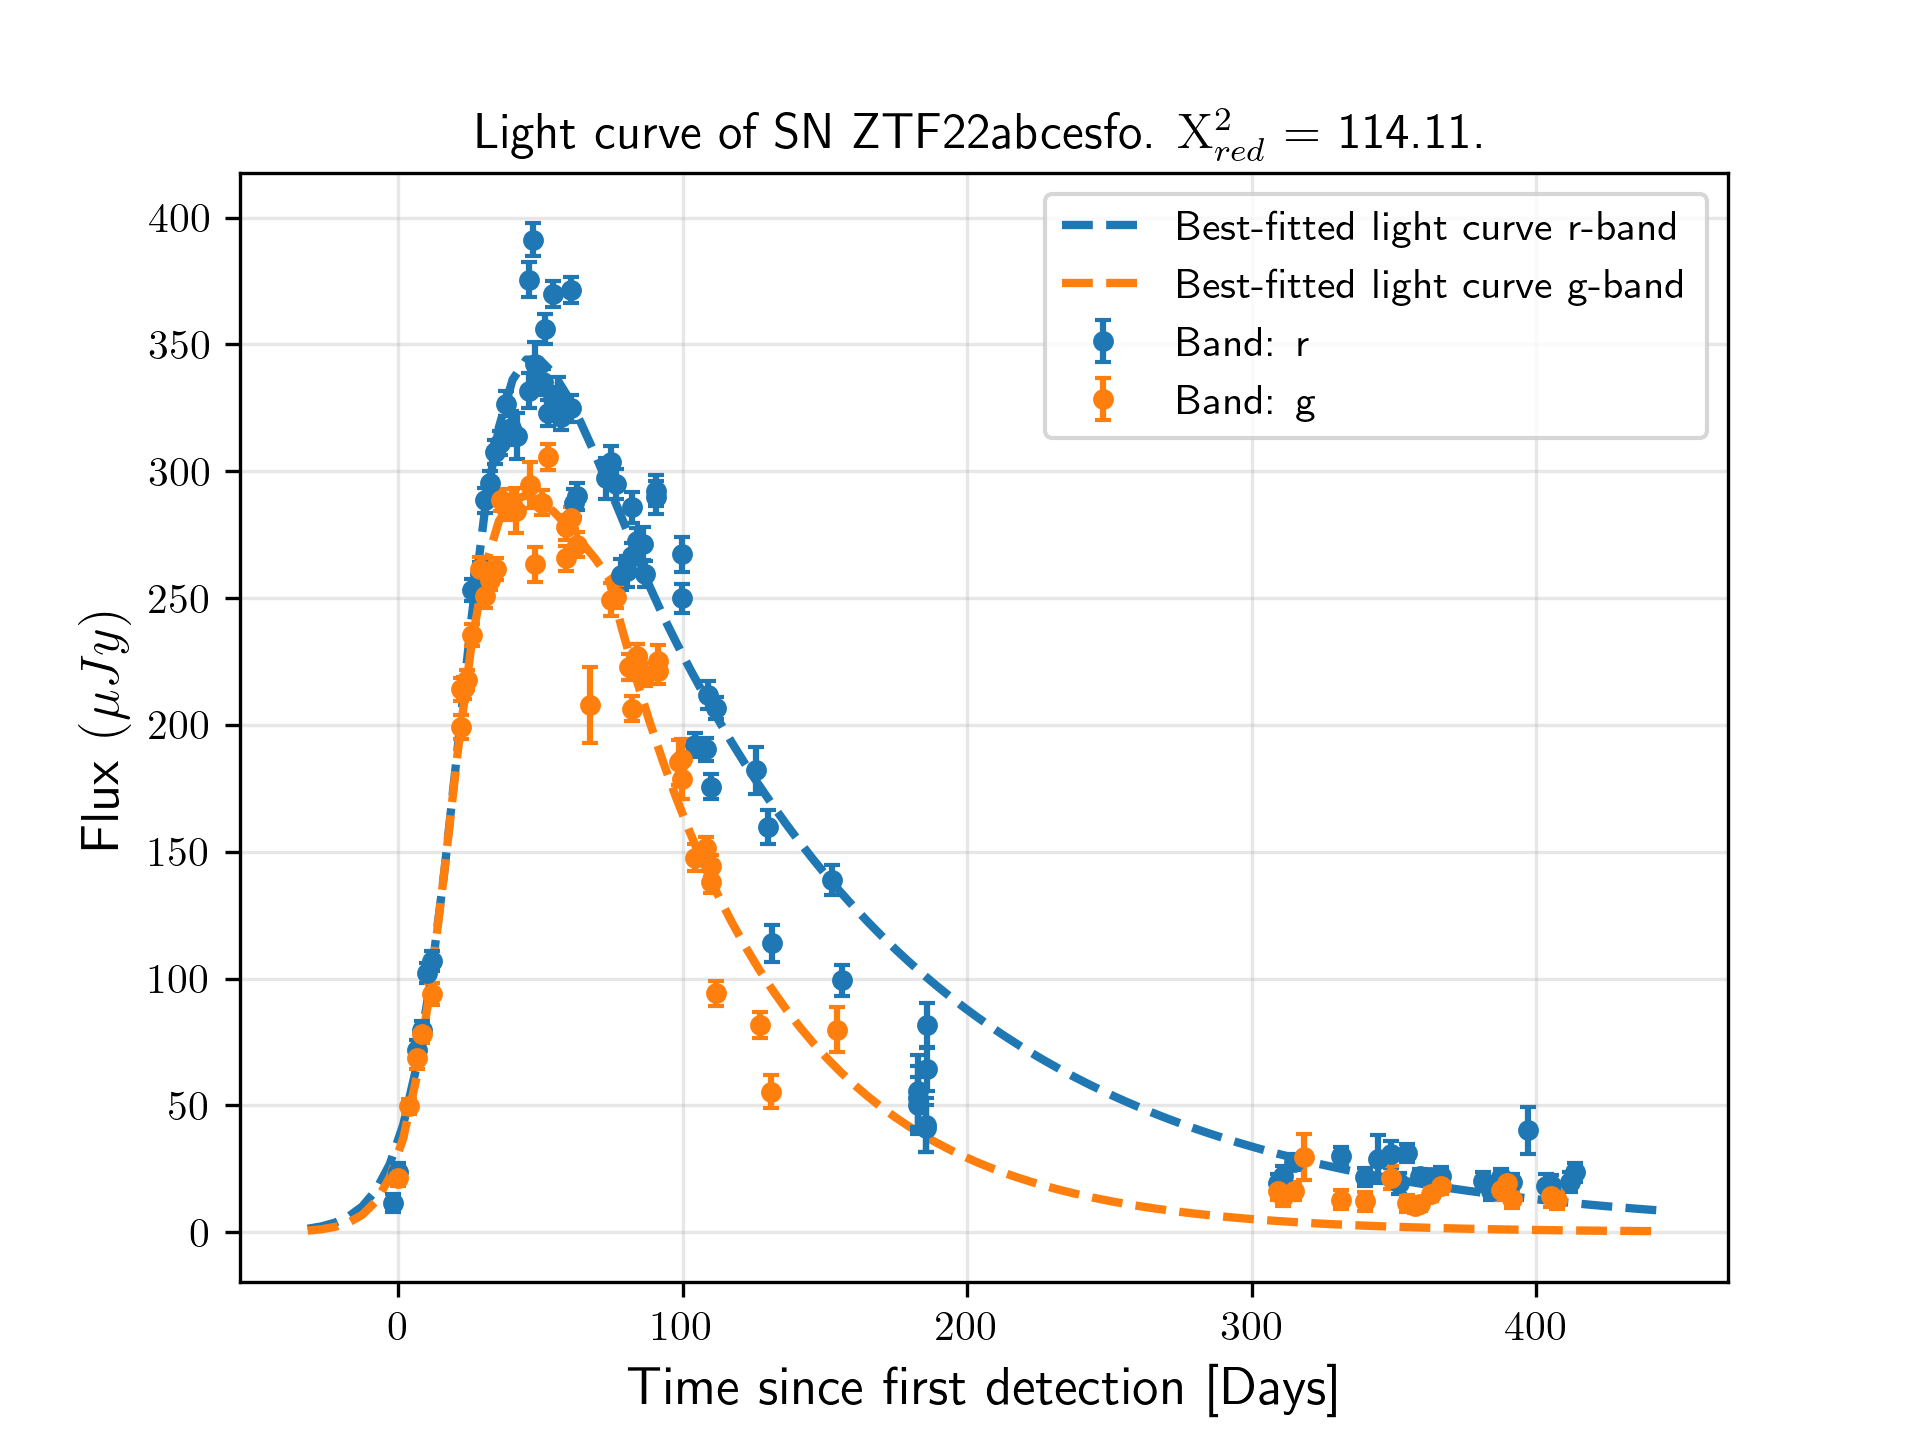 Light curve of SN ZTF22abcesfo. X²_red = 114.11.
Best-fitted light curve r-band
Best-fitted light curve g-band
Band: r
Band: g
Flux (μJy)
400
350
300
250
200
150
100
50
0
0 100 200 300 400
Time since first detection [Days]